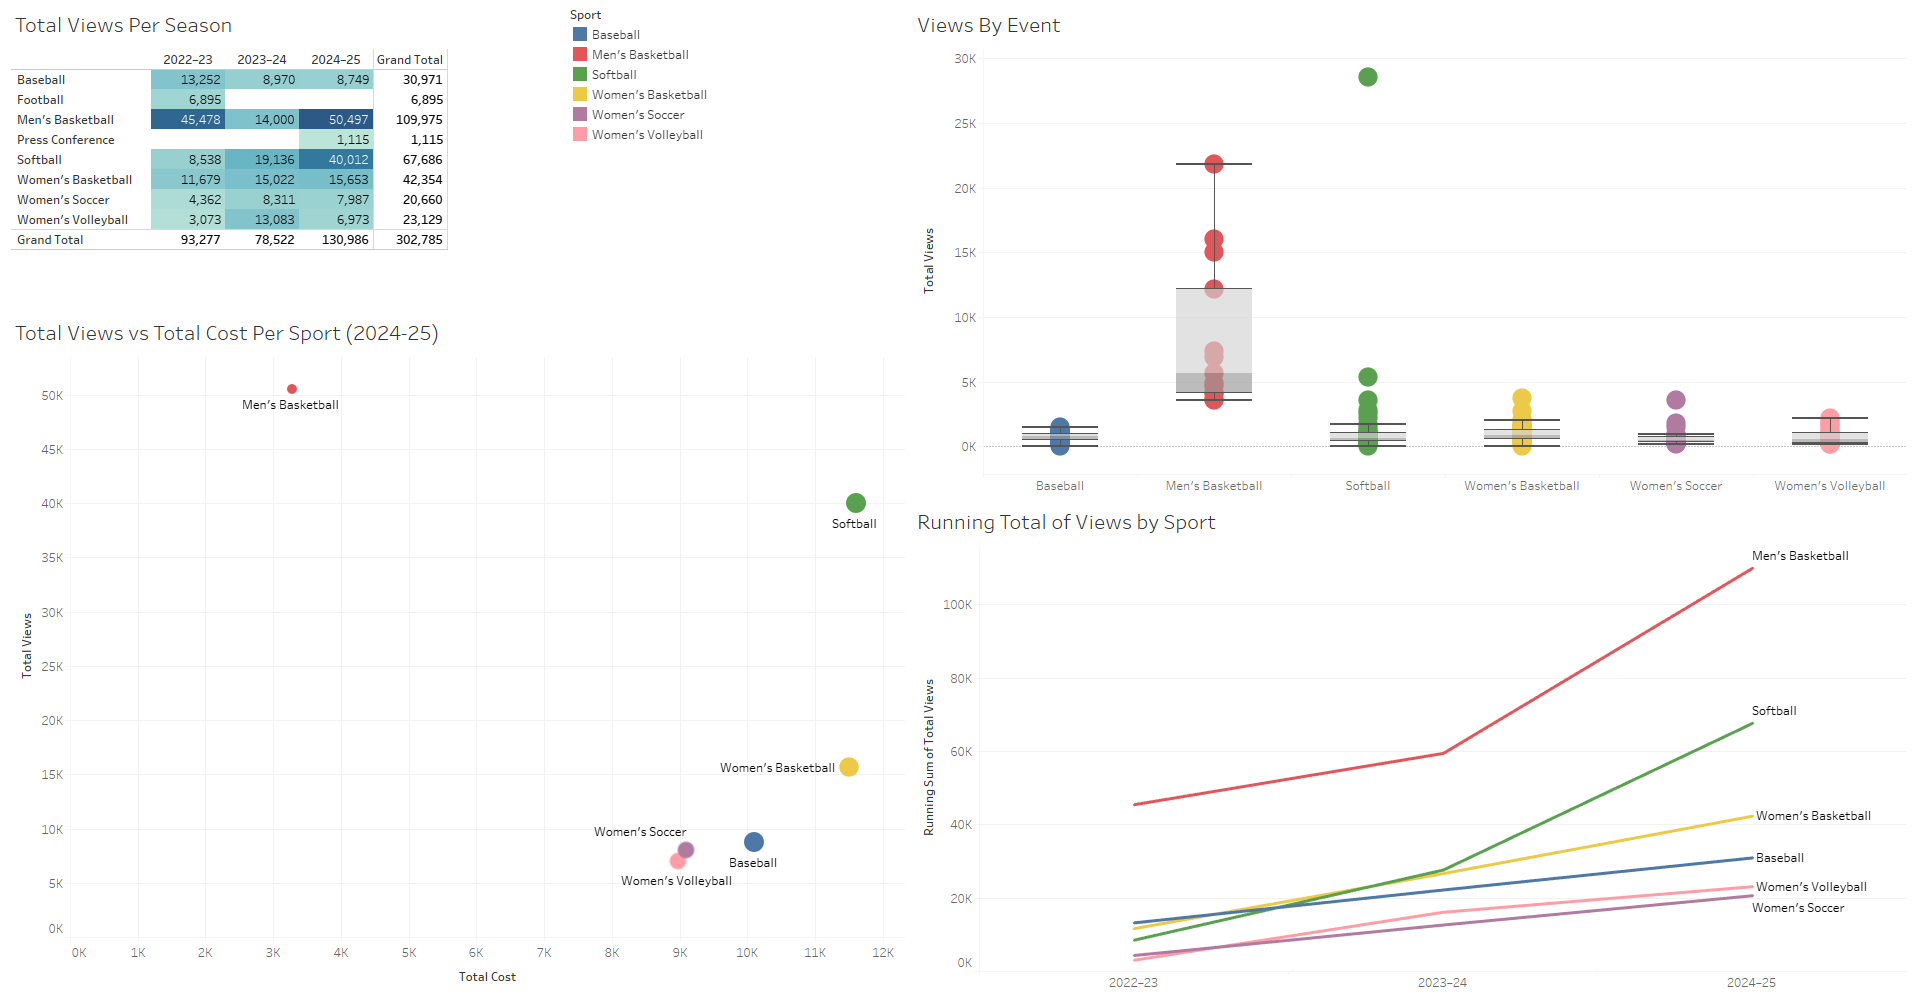 Total Views Per Season
2022–23 2023–24 2024–25 Grand Total
Baseball 13,252 8,970 8,749 30,971
Football 6,895 6,895
Men's Basketball 45,478 14,000 50,497 109,975
Press Conference 1,115 1,115
Softball 8,538 19,136 40,012 67,686
Women's Basketball 11,679 15,022 15,653 42,354
Women's Soccer 4,362 8,311 7,987 20,660
Women's Volleyball 3,073 13,083 6,973 23,129
Grand Total 93,277 78,522 130,986 302,785
Sport
Baseball
Men's Basketball
Softball
Women's Basketball
Women's Soccer
Women's Volleyball
Views By Event
30K
25K
20K
15K
10K
5K
0K
Total Views
Baseball Men's Basketball Softball Women's Basketball Women's Soccer Women's Volleyball
Total Views vs Total Cost Per Sport (2024-25)
50K
45K
40K
35K
30K
25K
20K
15K
10K
5K
0K
Total Views
Men's Basketball
Softball
Women's Basketball
Women's Soccer
Baseball
Women's Volleyball
0K 1K 2K 3K 4K 5K 6K 7K 8K 9K 10K 11K 12K
Total Cost
Running Total of Views by Sport
100K
80K
60K
40K
20K
0K
Running Sum of Total Views
Men's Basketball
Softball
Women's Basketball
Baseball
Women's Volleyball
Women's Soccer
2022–23 2023–24 2024–25